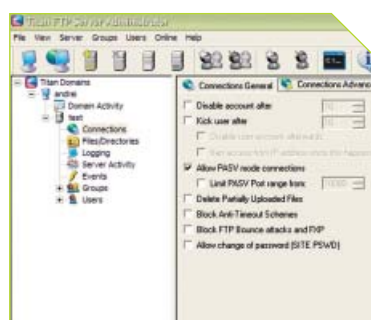 Titan FTP Server Administrator
File View Server Groups Users Online Help
Titan Domains
andrei
Domain Activity
test
Connections
Files/Directories
Logging
Server Activity
Events
Groups
Users
Connections General
Connections Advanc
Disable account after
Kick user after
Allow PASV mode connections
Limit PASV Port range from:
Delete Partially Uploaded Files
Block Anti-Timeout Schemes
Block FTP Bounce attacks and FXP
Allow change of password (SITE PSWD)